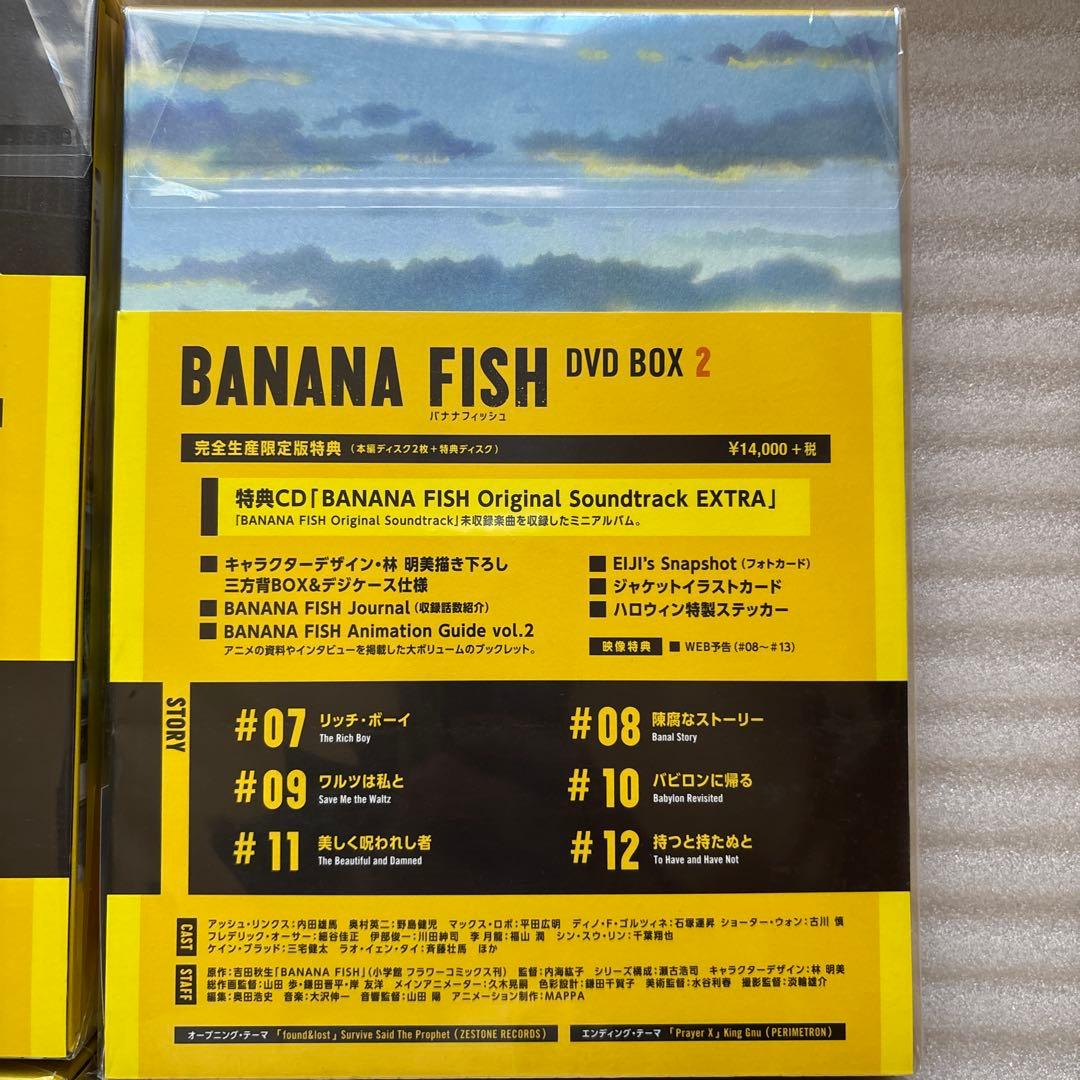 BANANA FISH DVD BOX 2
バナナフィッシュ
完全生産限定版特典(本編ディスク2枚+特典ディスク) ¥14,000+税
特典CD「BANANA FISH Original Soundtrack EXTRA」
「BANANA FISH Original Soundtrack」未収録楽曲を収録したミニアルバム。
■ キャラクターデザイン・林 明美描き下ろし
三方背BOX&デジケース仕様
■ BANANA FISH Journal(収録話数紹介)
■ BANANA FISH Animation Guide vol.2
アニメの資料やインタビューを掲載した大ボリュームのブックレット。
■ EIJI's Snapshot(フォトカード)
■ ジャケットイラストカード
■ ハロウィン特製ステッカー
映像特典 ■ WEB予告(#08〜#13)
STORY
#07 リッチ・ボーイ
The Rich Boy
#08 陳腐なストーリー
Banal Story
#09 ワルツは私と
Save Me the Waltz
#10 バビロンに帰る
Babylon Revisited
#11 美しく呪われし者
The Beautiful and Damned
#12 持つと持たぬと
To Have and Have Not
CAST
アッシュ・リンクス:内田雄馬 奥村英二:野島健児 マックス・ロボ:平田広明 ディノ・F・ゴルツィネ:石塚運昇 ショーター・ウォン:古川 慎
フレデリック・オーサー:細谷佳正 伊部俊一:川田紳司 李 月龍:福山 潤 シン・スウ・リン:千葉翔也
ケイン・ブラッド:三宅健太 ラオ・イェン・タイ:斉藤壮馬 ほか
STAFF
原作:吉田秋生「BANANA FISH」(小学館 フラワーコミックス刊) 監督:内海紘子 シリーズ構成:瀬古浩司 キャラクターデザイン:林 明美
総作画監督:山田 歩・鎌田晋平・岸 友洋 メインアニメーター:久木晃嗣 色彩設計:鎌田千賀子 美術監督:水谷利春 撮影監督:淡輪雄介
編集:奥田浩史 音楽:大沢伸一 音響監督:山田 陽 アニメーション制作:MAPPA
オープニング・テーマ 「found&lost」Survive Said The Prophet(ZESTONE RECORDS)
エンディング・テーマ 「Prayer X」King Gnu(PERIMETRON)